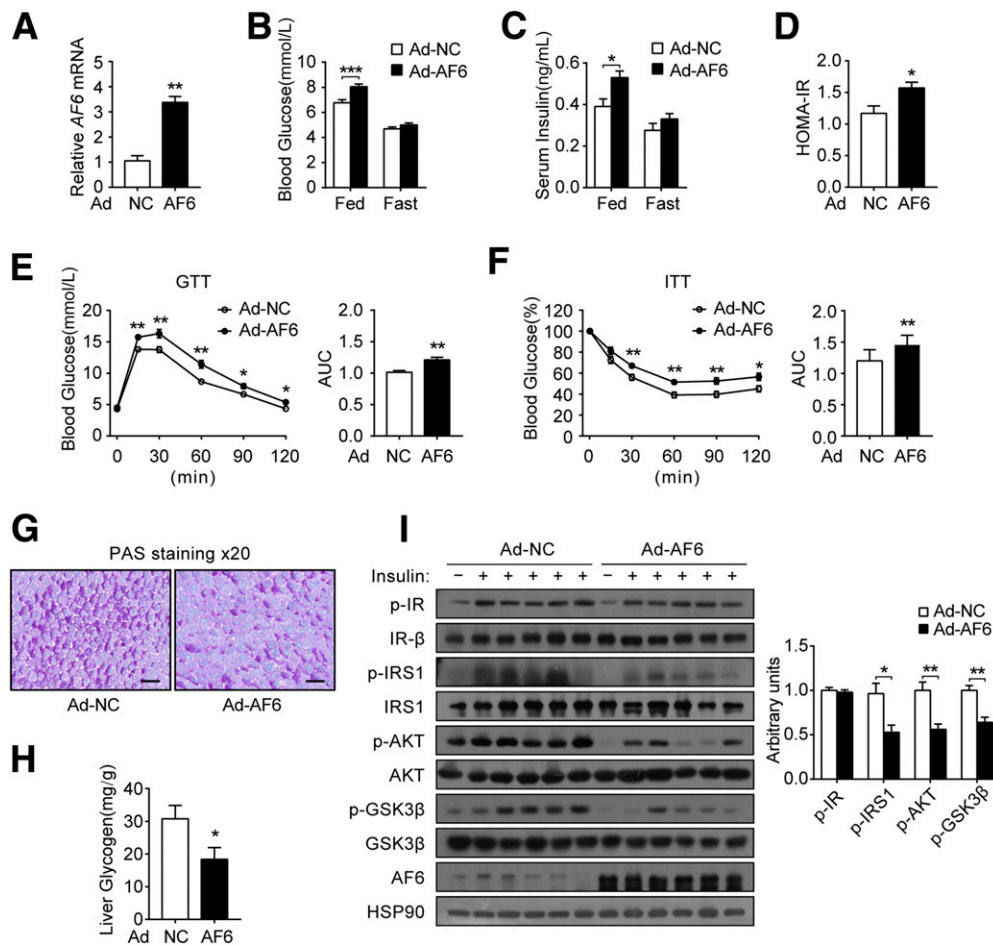 A
Relative AF6 mRNA
5
4
3
2
1
0
**
Ad NC AF6
B
Blood Glucose(mmol/L)
10
8
6
4
2
0
Ad-NC
Ad-AF6
***
Fed Fast
C
Serum Insulin(ng/mL)
0.6
0.4
0.2
0.0
Ad-NC
Ad-AF6
*
Fed Fast
D
HOMA-IR
2.0
1.5
1.0
0.5
0.0
*
Ad NC AF6
E
GTT
Blood Glucose(mmol/L)
20
15
10
5
0
Ad-NC
Ad-AF6
** ** ** * *
0 30 60 90 120
(min)
AUC
2.0
1.5
1.0
0.5
0.0
**
Ad NC AF6
F
ITT
Blood Glucose(%)
120
100
80
60
40
20
0
Ad-NC
Ad-AF6
** ** ** *
0 30 60 90 120
(min)
AUC
2.0
1.5
1.0
0.5
0.0
**
Ad NC AF6
G
PAS staining x20
Ad-NC Ad-AF6
H
Liver Glycogen(mg/g)
40
30
20
10
0
*
Ad NC AF6
I
Ad-NC Ad-AF6
Insulin: − + + + + + − + + + + +
p-IR
IR-β
p-IRS1
IRS1
p-AKT
AKT
p-GSK3β
GSK3β
AF6
HSP90
Ad-NC
Ad-AF6
Arbitrary units
1.5
1.0
0.5
0.0
* ** **
p-IR
p-IRS1
p-AKT
p-GSK3β